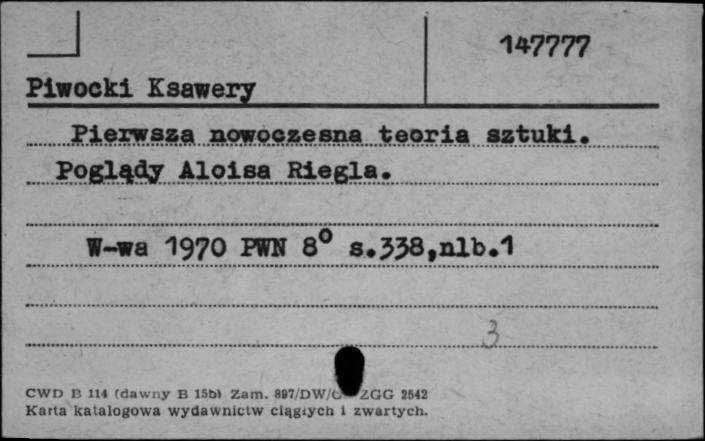 147777
Piwocki Ksawery
Pierwsza nowoczesna teoria sztuki.
Poglądy Aloisa Riegla.
W-wa 1970 PWN 8° s.338,nlb.1
3
CWD B 114 (dawny B 15b) Zam. 897/DW/ ZGG 2542
Karta katalogowa wydawnictw ciągłych i zwartych.